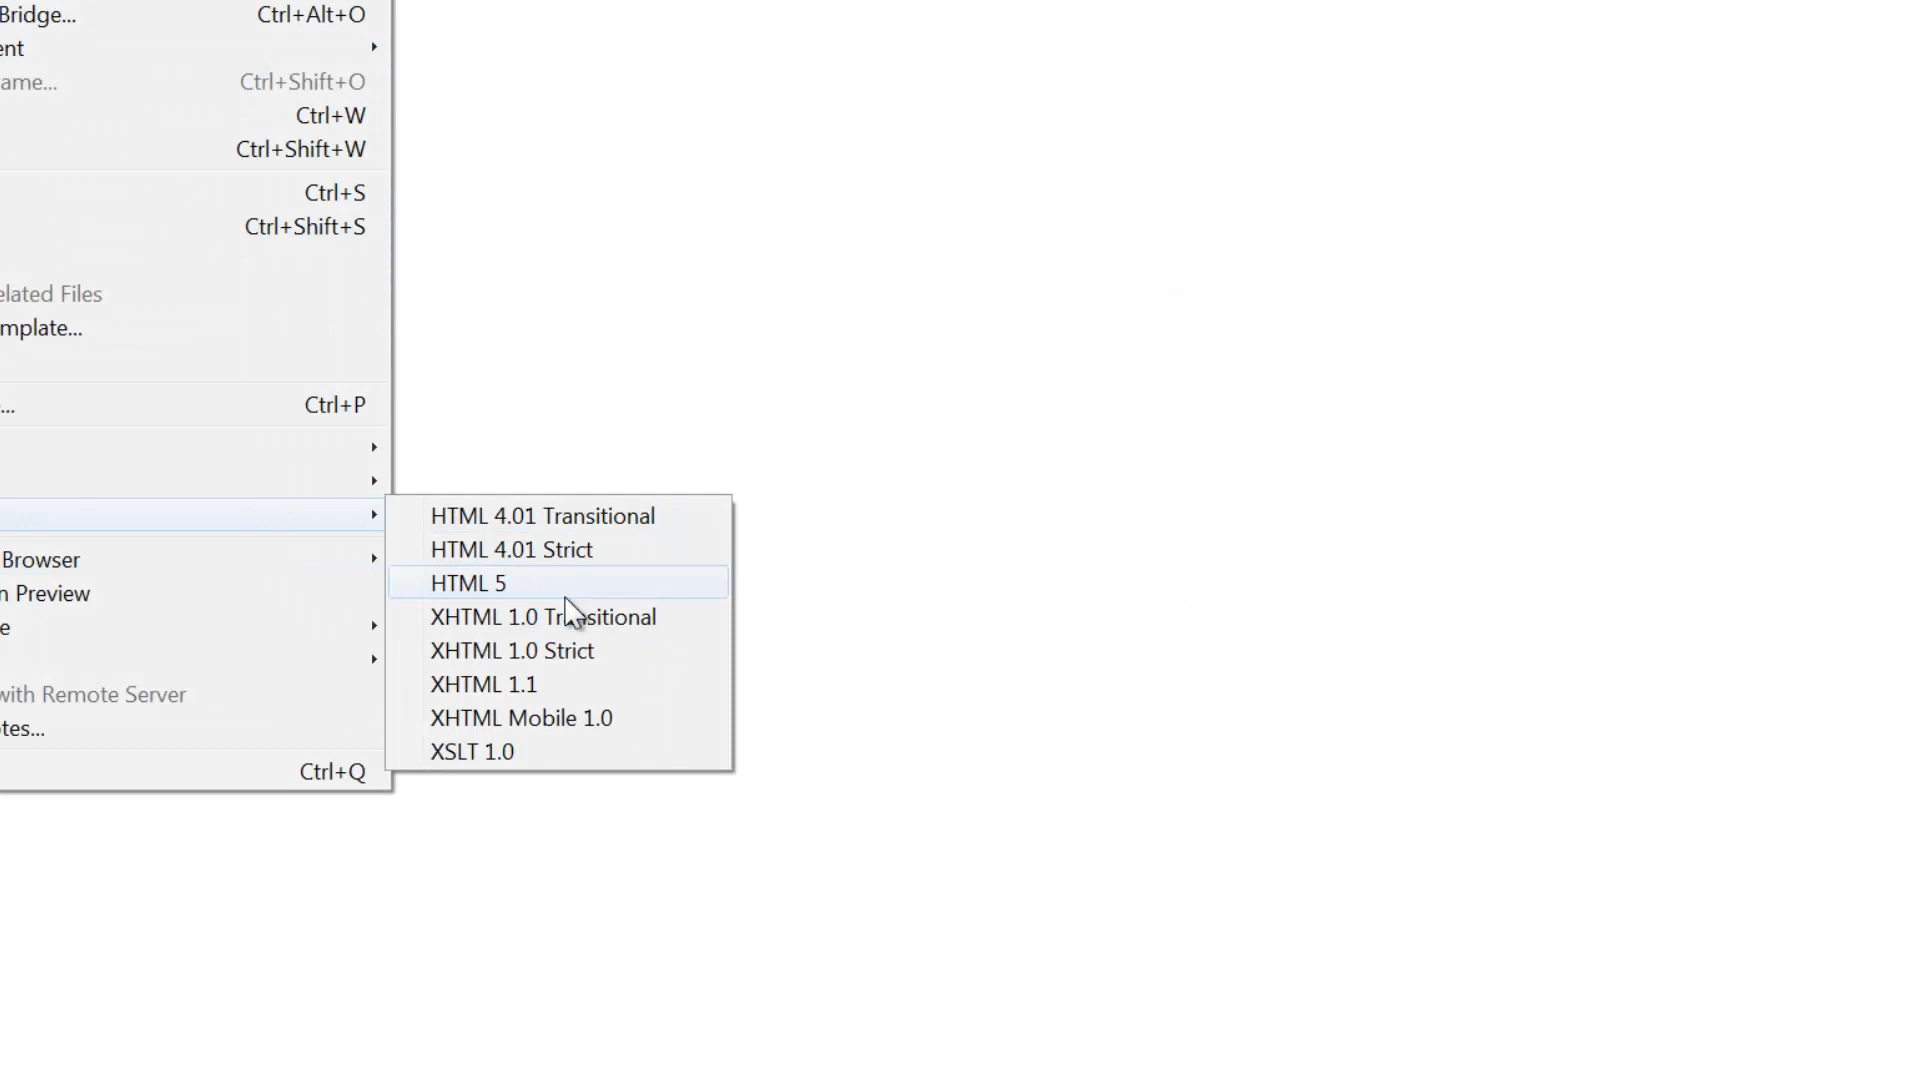 Bridge... Ctrl+Alt+O
ent
ame... Ctrl+Shift+O
Ctrl+W
Ctrl+Shift+W
Ctrl+S
Ctrl+Shift+S
elated Files
mplate...
... Ctrl+P
HTML 4.01 Transitional
HTML 4.01 Strict
Browser
HTML 5
n Preview
XHTML 1.0 Transitional
e
XHTML 1.0 Strict
XHTML 1.1
with Remote Server
XHTML Mobile 1.0
otes...
XSLT 1.0
Ctrl+Q